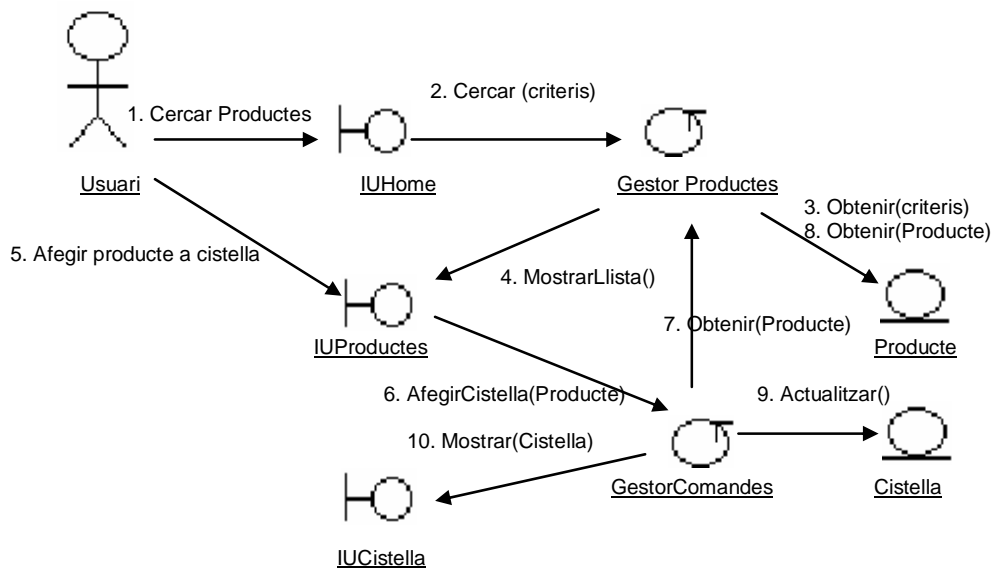 2. Cercar (criteris)
1. Cercar Productes
Usuari
IUHome
Gestor Productes
3. Obtenir(criteris)
8. Obtenir(Producte)
5. Afegir producte a cistella
4. MostrarLlista()
7. Obtenir(Producte)
IUProductes
Producte
6. AfegirCistella(Producte)
9. Actualitzar()
10. Mostrar(Cistella)
GestorComandes
Cistella
IUCistella